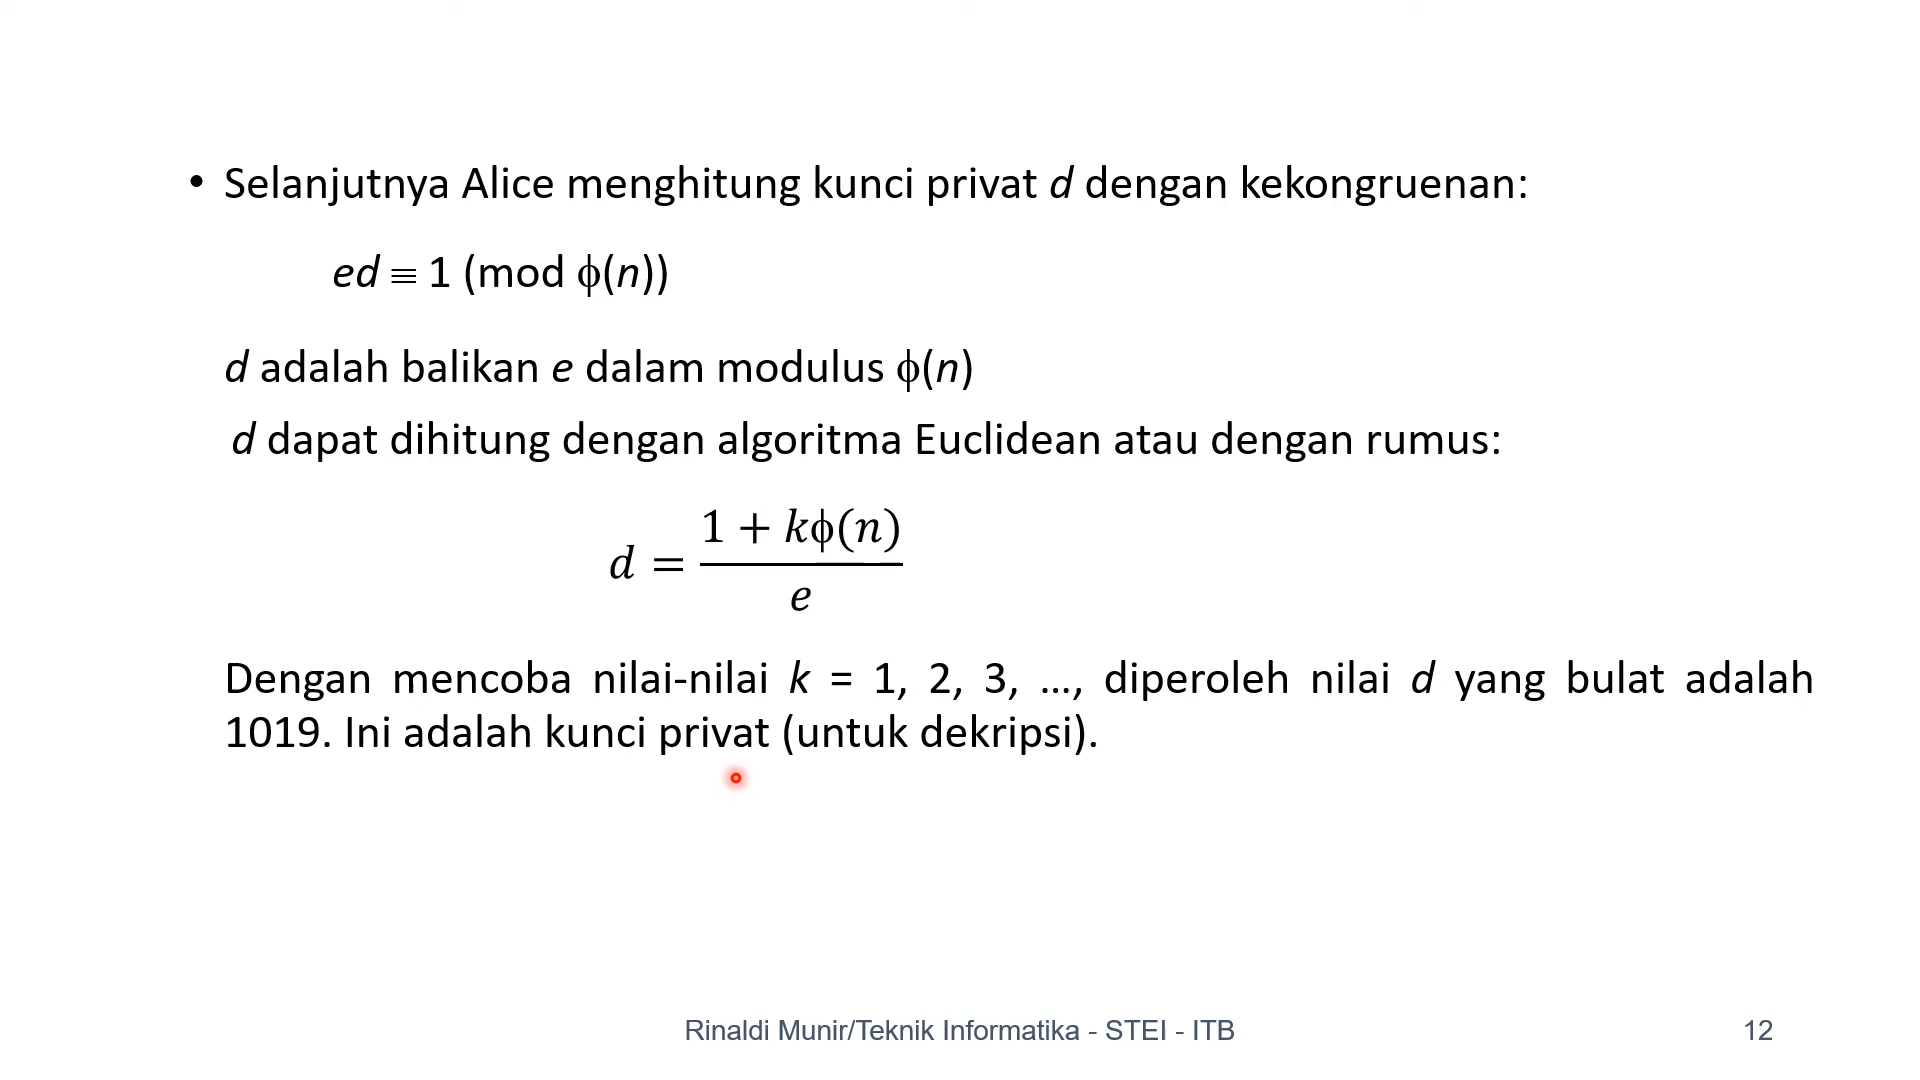 • Selanjutnya Alice menghitung kunci privat d dengan kekongruenan:
ed ≡ 1 (mod ϕ(n))
d adalah balikan e dalam modulus ϕ(n)
d dapat dihitung dengan algoritma Euclidean atau dengan rumus:
d = \frac{1 + kϕ(n)}{e}
Dengan mencoba nilai-nilai k = 1, 2, 3, …, diperoleh nilai d yang bulat adalah
1019. Ini adalah kunci privat (untuk dekripsi).
Rinaldi Munir/Teknik Informatika - STEI - ITB
12